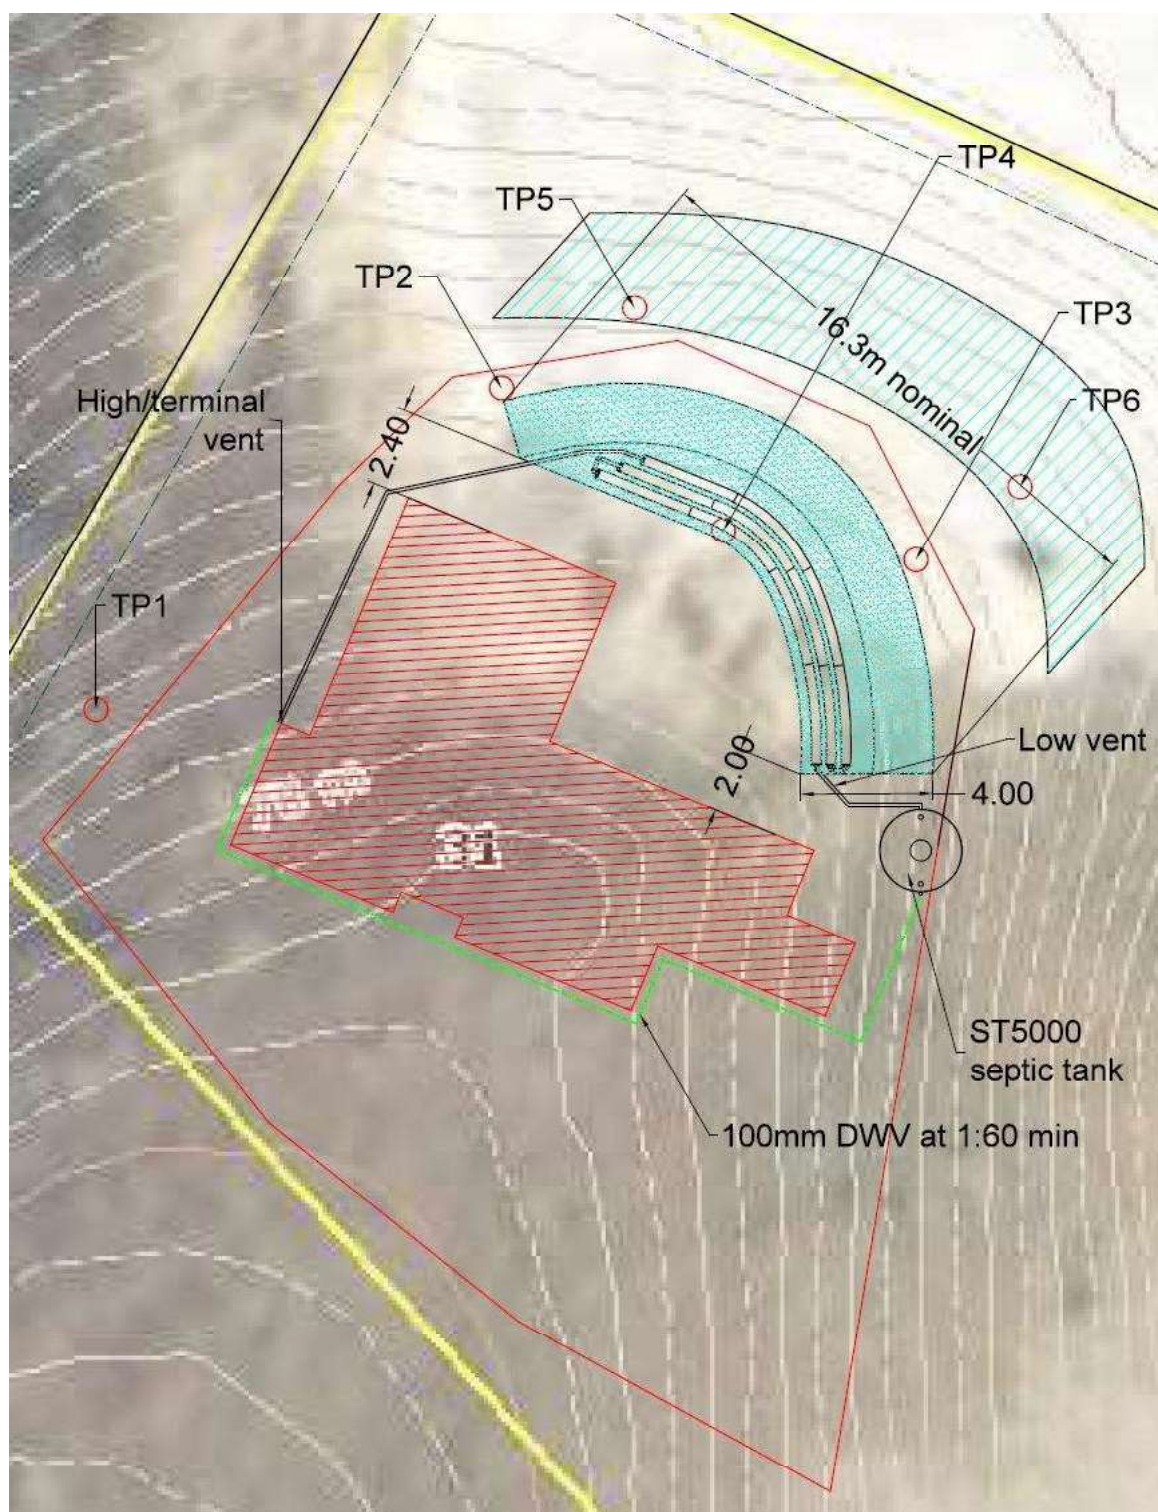 TP4
TP5
TP2
TP3
16.3m nominal
TP6
High/terminal
vent
2.40
TP1
Low vent
2.00
4.00
ST5000
septic tank
100mm DWV at 1:60 min